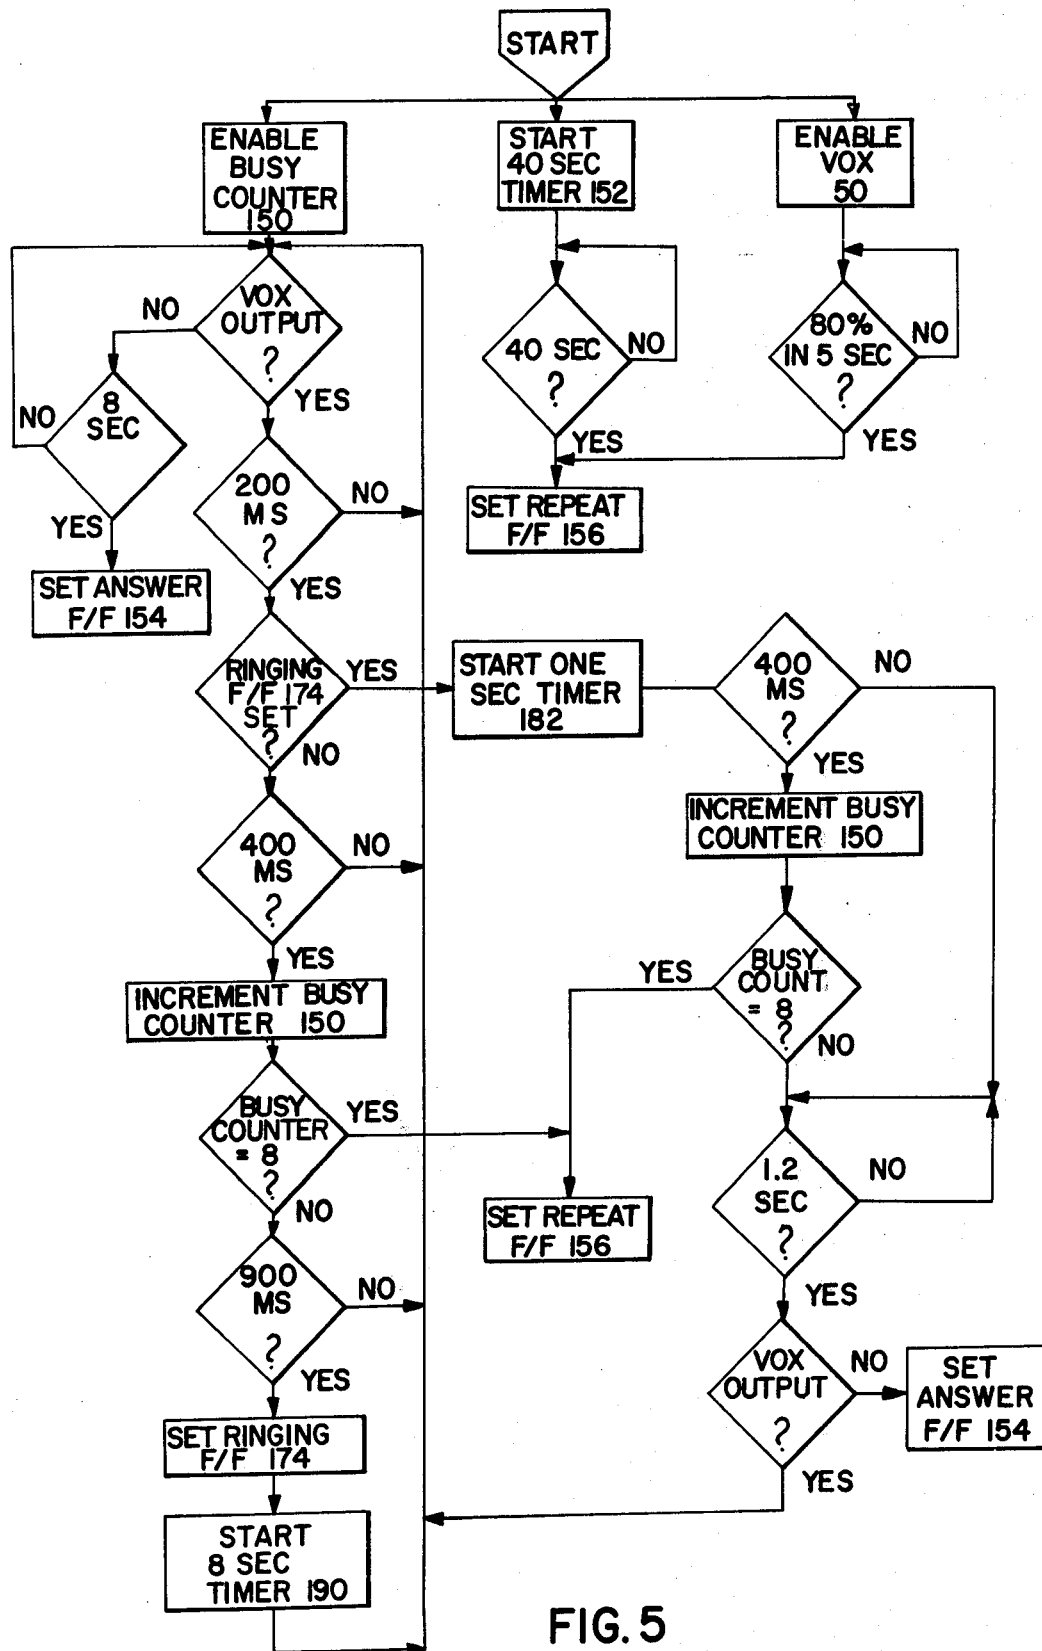 START
ENABLE
BUSY
COUNTER
150
START
40 SEC
TIMER 152
ENABLE
VOX
50
VOX
OUTPUT
?
NO
YES
8
SEC
NO
YES
SET ANSWER
F/F 154
40 SEC
?
NO
YES
80%
IN 5 SEC
?
NO
YES
SET REPEAT
F/F 156
200
MS
?
NO
YES
RINGING
F/F 174
SET
?
YES
NO
START ONE
SEC TIMER
182
400
MS
?
NO
YES
INCREMENT BUSY
COUNTER 150
400
MS
?
NO
YES
INCREMENT BUSY
COUNTER 150
BUSY
COUNT
= 8
?
YES
NO
BUSY
COUNTER
= 8
?
YES
NO
SET REPEAT
F/F 156
1.2
SEC
?
NO
YES
900
MS
?
NO
YES
VOX
OUTPUT
?
NO
YES
SET
ANSWER
F/F 154
SET RINGING
F/F 174
START
8 SEC
TIMER 190
FIG. 5